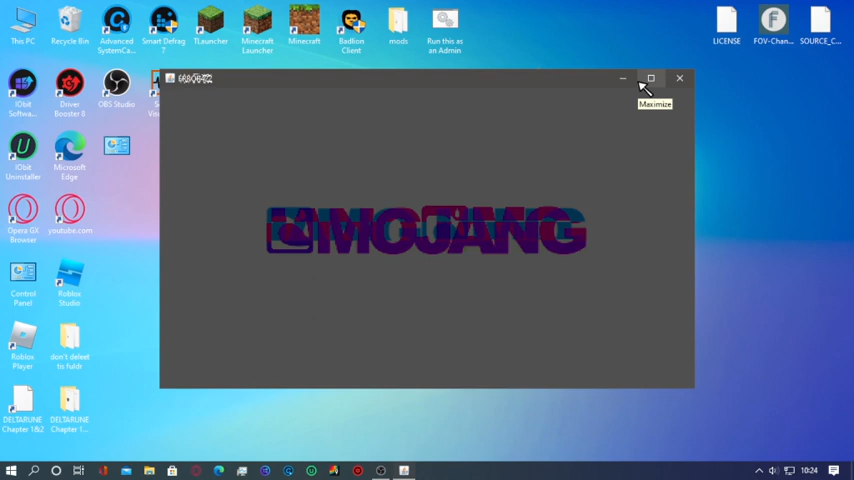 This PC
Recycle Bin
Advanced
SystemCa...
Smart Defrag
7
TLauncher
Minecraft
Launcher
Minecraft
Badlion
Client
mods
Run this as
an Admin
LICENSE
FOV-Chan...
SOURCE_C...
IObit
Softwa...
Driver
Booster 8
OBS Studio
Maximize
IObit
Uninstaller
Microsoft
Edge
MOJANG
Opera GX
Browser
youtube.com
Control
Panel
Roblox
Studio
Roblox
Player
don't deleet
tis fuldr
DELTARUNE
Chapter 1&2
DELTARUNE
Chapter 1...
10:24